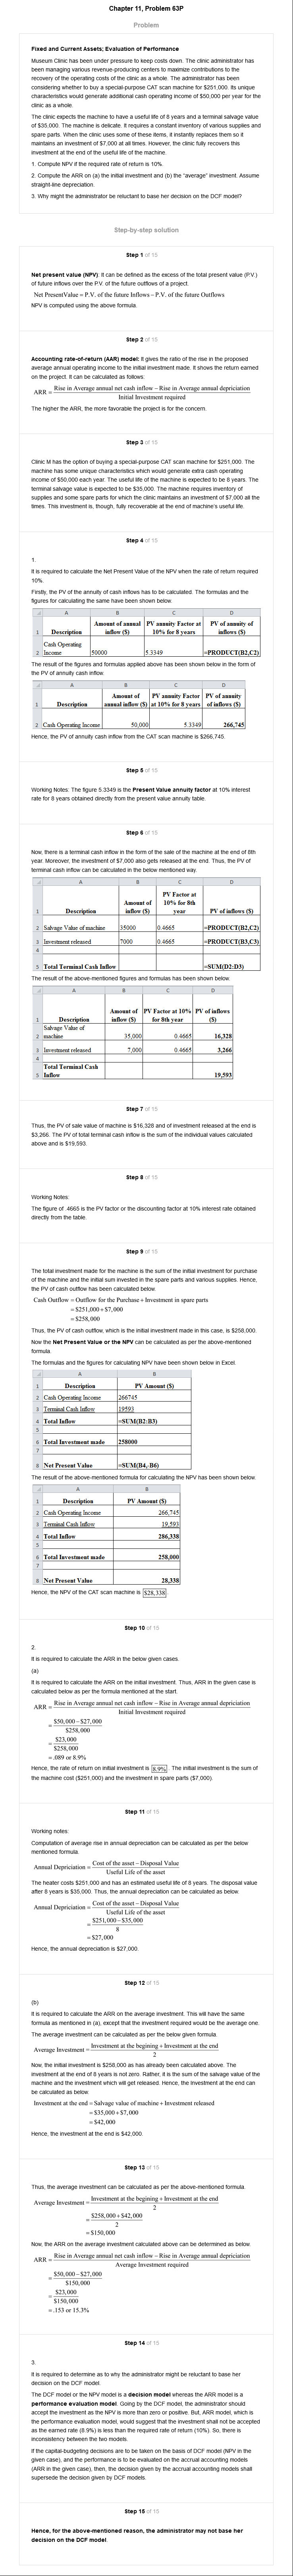 Chapter 11, Problem 63P
Problem
Fixed and Current Assets; Evaluation of Performance
Museum Clinic has been under pressure to keep costs down. The clinic administrator has
been managing various revenue-producing centers to maximize contributions to the
recovery of the operating costs of the clinic as a whole. The administrator has been
considering whether to buy a special-purpose CAT scan machine for $251,000. Its unique
characteristics would generate additional cash operating income of $50,000 per year for the
clinic as a whole.
The clinic expects the machine to have a useful life of 8 years and a terminal salvage value
of $35,000. The machine is delicate. It requires a constant inventory of various supplies and
spare parts. When the clinic uses some of these items, it instantly replaces them so it
maintains an investment of $7,000 at all times. However, the clinic fully recovers this
investment at the end of the useful life of the machine.
1. Compute NPV if the required rate of return is 10%.
2. Compute the ARR on (a) the initial investment and (b) the "average" investment. Assume
straight-line depreciation.
3. Why might the administrator be reluctant to base her decision on the DCF model?
Step-by-step solution
Step 1 of 15
Net present value (NPV): It can be defined as the excess of the total present value (P.V.)
of future inflows over the P.V. of the future outflows of a project.
Net PresentValue = P.V. of the future Inflows − P.V. of the future Outflows
NPV is computed using the above formula.
Step 2 of 15
Accounting rate-of-return (AAR) model: It gives the ratio of the rise in the proposed
average annual operating income to the initial investment made. It shows the return earned
on the project. It can be calculated as follows:
ARR = Rise in Average annual net cash inflow − Rise in Average annual depreciation
Initial Investment required
The higher the ARR, the more favorable the project is for the concern.
Step 3 of 15
Clinic M has the option of buying a special-purpose CAT scan machine for $251,000. The
machine has some unique characteristics which would generate extra cash operating
income of $50,000 each year. The useful life of the machine is expected to be 8 years. The
terminal salvage value is expected to be $35,000. The machine requires inventory of
supplies and some spare parts for which the clinic maintains an investment of $7,000 all the
times. This investment is, though, fully recoverable at the end of machine's useful life.
Step 4 of 15
1.
It is required to calculate the Net Present Value of the NPV when the rate of return required
10%.
Firstly, the PV of the annuity of cash inflows has to be calculated. The formulas and the
figures for calculating the same have been shown below.
A B C D
1 Description Amount of annual inflow ($) PV annuity Factor at 10% for 8 years PV of annuity of inflows ($)
2 Cash Operating Income 50000 5.3349 =PRODUCT(B2,C2)
The result of the figures and formulas applied above has been shown below in the form of
the PV of annuity cash inflow:
A B C D
1 Description Amount of annual inflow ($) PV annuity Factor at 10% for 8 years PV of annuity of inflows ($)
2 Cash Operating Income 50,000 5.3349 266,745
Hence, the PV of annuity cash inflow from the CAT scan machine is $266,745.
Step 5 of 15
Working Notes: The figure 5.3349 is the Present Value annuity factor at 10% interest
rate for 8 years obtained directly from the present value annuity table.
Step 6 of 15
Now, there is a terminal cash inflow in the form of the sale of the machine at the end of 8th
year. Moreover, the investment of $7,000 also gets released at the end. Thus, the PV of
terminal cash inflow can be calculated in the below mentioned way.
A B C D
1 Description Amount of inflow ($) PV Factor at 10% for 8th year PV of inflows ($)
2 Salvage Value of machine 35000 0.4665 =PRODUCT(B2,C2)
3 Investment released 7000 0.4665 =PRODUCT(B3,C3)
4
5 Total Terminal Cash Inflow =SUM(D2:D3)
The result of the above-mentioned figures and formulas has been shown below.
A B C D
1 Description Amount of inflow ($) PV Factor at 10% for 8th year PV of inflows ($)
2 Salvage Value of machine 35,000 0.4665 16,328
3 Investment released 7,000 0.4665 3,266
4
5 Total Terminal Cash Inflow 19,593
Step 7 of 15
Thus, the PV of sale value of machine is $16,328 and of investment released at the end is
$3,266. The PV of total terminal cash inflow is the sum of the individual values calculated
above and is $19,593.
Step 8 of 15
Working Notes:
The figure of .4665 is the PV factor or the discounting factor at 10% interest rate obtained
directly from the table.
Step 9 of 15
The total investment made for the machine is the sum of the initial investment for purchase
of the machine and the initial sum invested in the spare parts and various supplies. Hence,
the PV of cash outflow has been calculated below.
Cash Outflow = Outflow for the Purchase + Investment in spare parts
= $251,000 + $7,000
= $258,000
Thus, the PV of cash outflow, which is the initial investment made in this case, is $258,000.
Now the Net Present Value or the NPV can be calculated as per the above-mentioned
formula.
The formulas and the figures for calculating NPV have been shown below in Excel.
A B
1 Description PV Amount ($)
2 Cash Operating Income 266745
3 Terminal Cash Inflow 19593
4 Total Inflow =SUM(B2:B3)
5
6 Total Investment made 258000
7
8 Net Present Value =SUM(B4,-B6)
The result of the above-mentioned formula for calculating the NPV has been shown below.
A B
1 Description PV Amount ($)
2 Cash Operating Income 266,745
3 Terminal Cash Inflow 19,593
4 Total Inflow 286,338
5
6 Total Investment made 258,000
7
8 Net Present Value 28,338
Hence, the NPV of the CAT scan machine is $28,338.
Step 10 of 15
2.
It is required to calculate the ARR in the below given cases.
(a)
It is required to calculate the ARR on the initial investment. Thus, ARR in the given case is
calculated below as per the formula mentioned at the start.
ARR = Rise in Average annual net cash inflow − Rise in Average annual depreciation
Initial Investment required
= $50,000 − $27,000
$258,000
= $23,000
$258,000
= .089 or 8.9%
Hence, the rate of return on initial investment is 8.9%. The initial investment is the sum of
the machine cost ($251,000) and the investment in spare parts ($7,000).
Step 11 of 15
Working notes:
Computation of average rise in annual depreciation can be calculated as per the below
mentioned formula.
Annual Depreciation = Cost of the asset − Disposal Value
Useful Life of the asset
The heater costs $251,000 and has an estimated useful life of 8 years. The disposal value
after 8 years is $35,000. Thus, the annual depreciation can be calculated as below.
Annual Depreciation = Cost of the asset − Disposal Value
Useful Life of the asset
= $251,000 − $35,000
8
= $27,000
Hence, the annual depreciation is $27,000.
Step 12 of 15
(b)
It is required to calculate the ARR on the average investment. This will have the same
formula as mentioned in (a), except that the investment required would be the average one.
The average investment can be calculated as per the below given formula.
Average Investment = Investment at the begining + Investment at the end
2
Now, the initial investment is $258,000 as has already been calculated above. The
investment at the end of 8 years is not zero. Rather, it is the sum of the salvage value of the
machine and the investment which will get released. Hence, the investment at the end can
be calculated as below.
Investment at the end = Salvage value of machine + Investment released
= $35,000 + $7,000
= $42,000
Hence, the investment at the end is $42,000.
Step 13 of 15
Thus, the average investment can be calculated as per the above-mentioned formula.
Average Investment = Investment at the begining + Investment at the end
2
= $258,000 + $42,000
2
= $150,000
Now, the ARR on the average investment calculated above can be determined as below.
ARR = Rise in Average annual net cash inflow − Rise in Average annual depreciation
Average Investment required
= $50,000 − $27,000
$150,000
= $23,000
$150,000
= .153 or 15.3%
Step 14 of 15
3.
It is required to determine as to why the administrator might be reluctant to base her
decision on the DCF model.
The DCF model or the NPV model is a decision model whereas the ARR model is a
performance evaluation model. Going by the DCF model, the administrator should
accept the investment as the NPV is more than zero or positive. But, ARR model, which is
the performance evaluation model, would suggest that the investment shall not be accepted
as the earned rate (8.9%) is less than the required rate of return (10%). So, there is
inconsistency between the two models.
If the capital-budgeting decisions are to be taken on the basis of DCF model (NPV in the
given case), and the performance is to be evaluated on the accrual accounting models
(ARR in the given case), then, the decision given by the accrual accounting models shall
supersede the decision given by DCF models.
Step 15 of 15
Hence, for the above-mentioned reason, the administrator may not base her
decision on the DCF model.